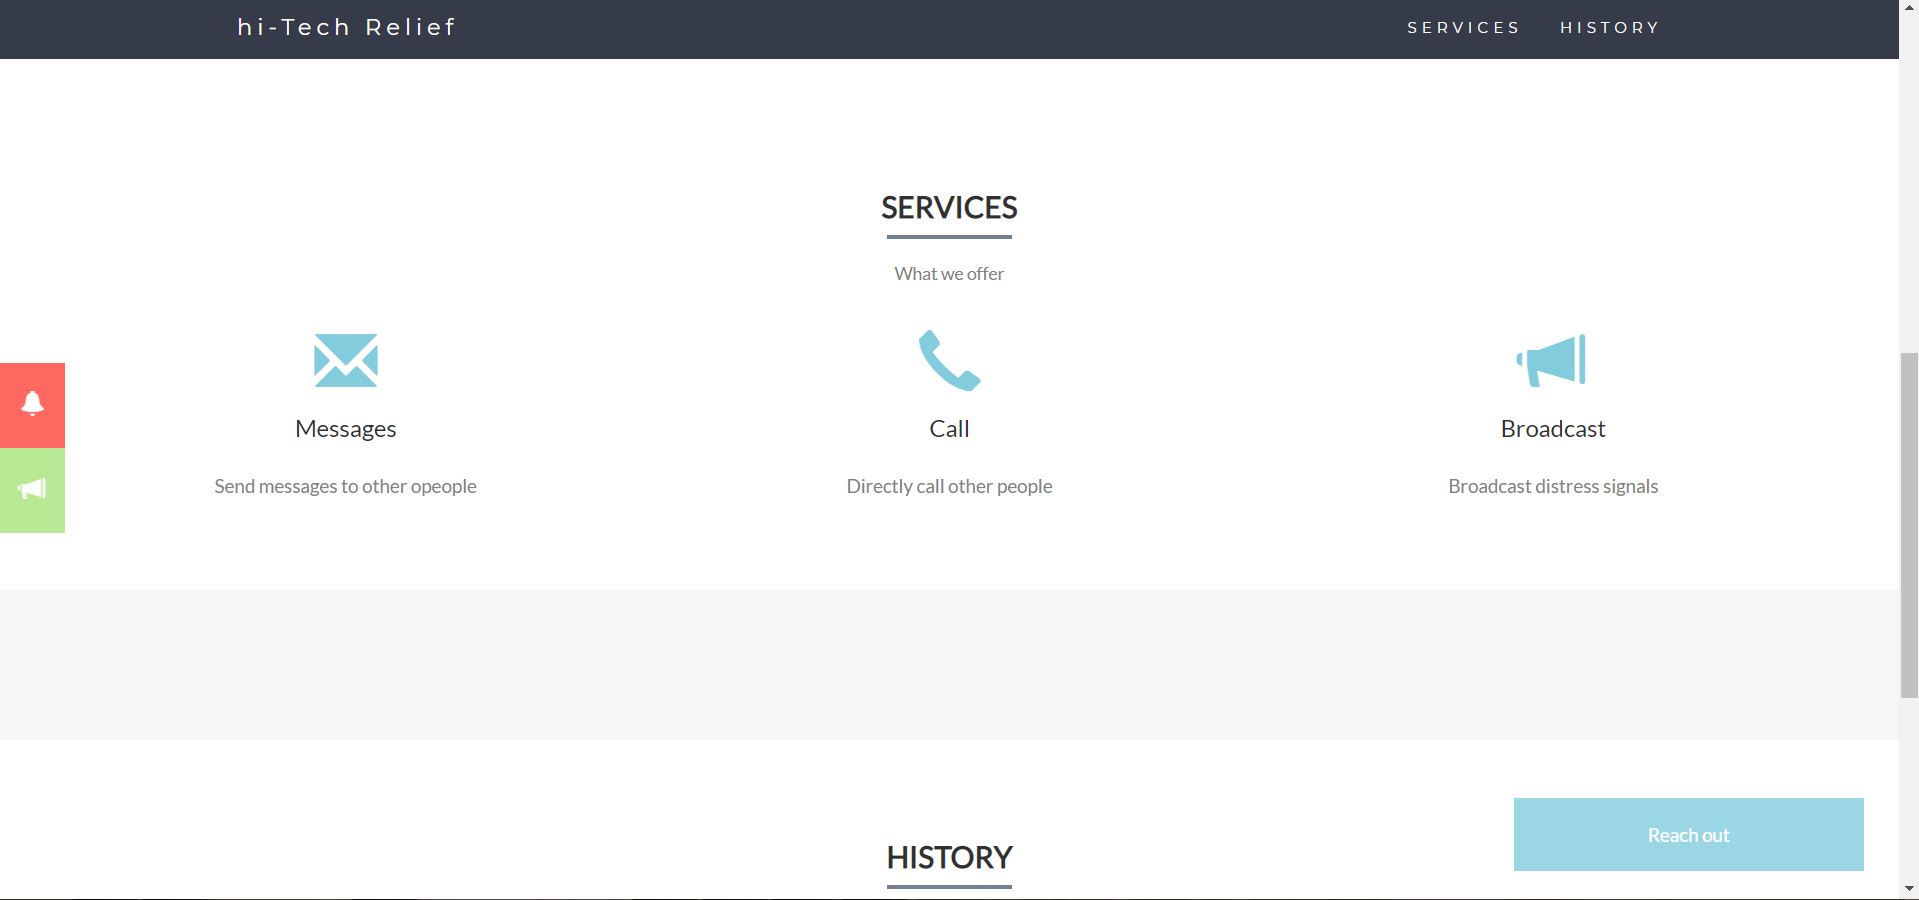 hi-Tech Relief
SERVICES HISTORY
SERVICES
What we offer
Messages Call Broadcast
Send messages to other opeople Directly call other people Broadcast distress signals
Reach out
HISTORY